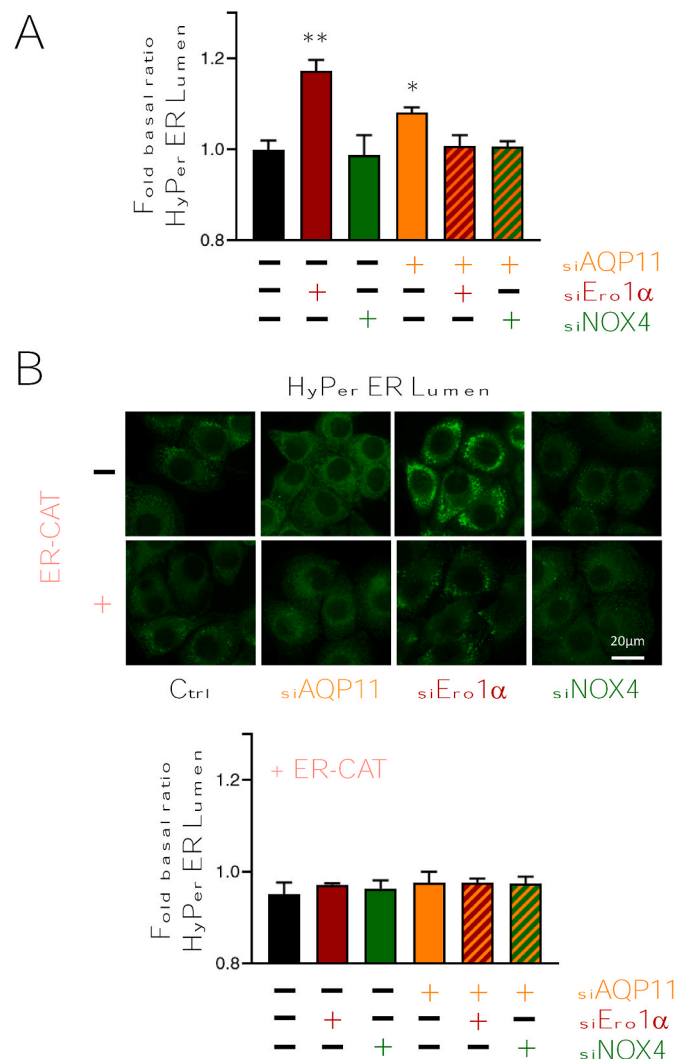 A
Fold basal ratio
HyPer ER Lumen
1.2
1.0
0.8
**
*
− − − + + + siAQP11
− + − − + − siEro1α
− − + − − + siNOX4
B
HyPer ER Lumen
ER-CAT
−
+
20μm
Ctrl siAQP11 siEro1α siNOX4
+ ER-CAT
Fold basal ratio
HyPer ER Lumen
1.2
1.0
0.8
− − − + + + siAQP11
− + − − + − siEro1α
− − + − − + siNOX4